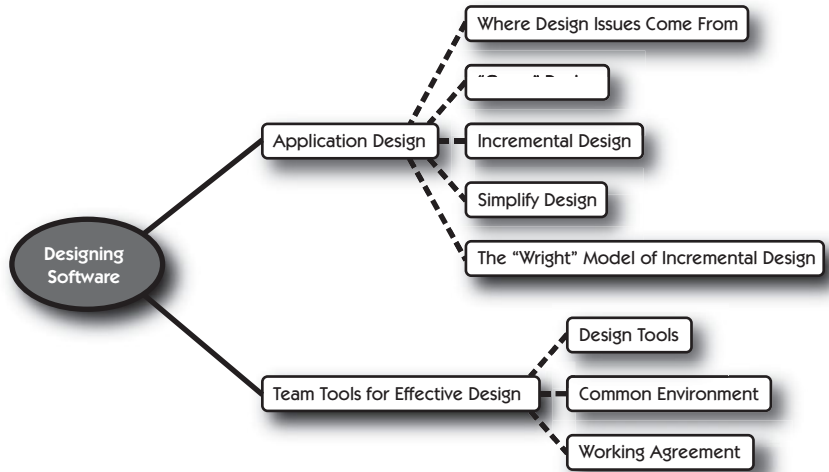 Where Design Issues Come From
Application Design
Incremental Design
Simplify Design
The “Wright” Model of Incremental Design
Designing
Software
Design Tools
Team Tools for Effective Design
Common Environment
Working Agreement